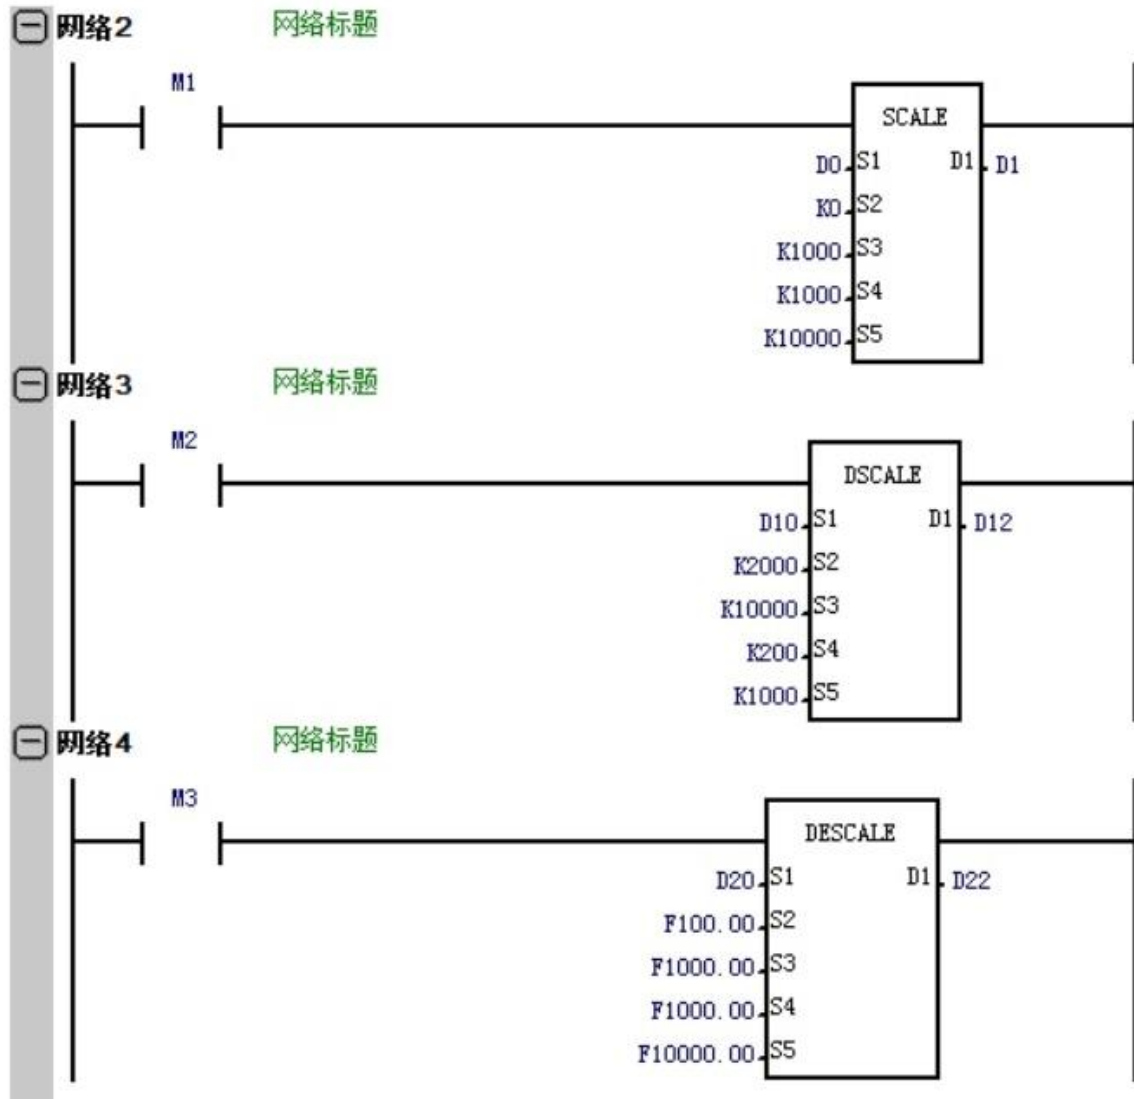 网络2 网络标题
M1
SCALE
D0 S1 D1 D1
K0 S2
K1000 S3
K1000 S4
K10000 S5
网络3 网络标题
M2
DSCALE
D10 S1 D1 D12
K2000 S2
K10000 S3
K200 S4
K1000 S5
网络4 网络标题
M3
DESCALE
D20 S1 D1 D22
F100.00 S2
F1000.00 S3
F1000.00 S4
F10000.00 S5